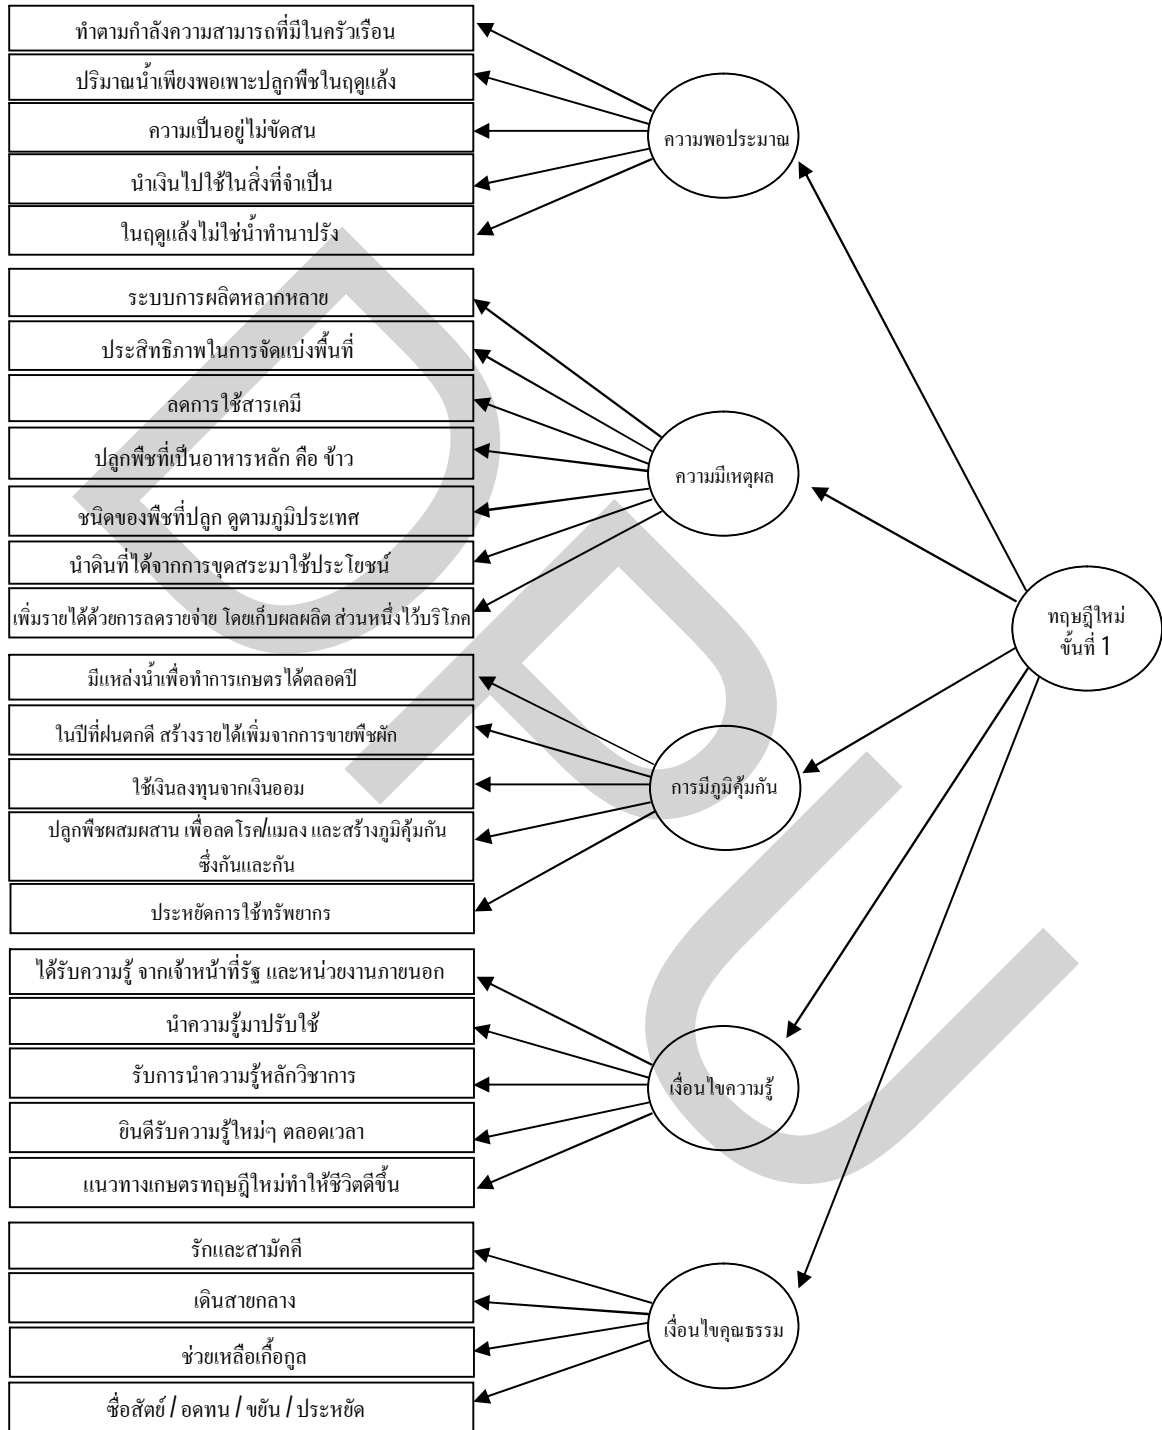 ทำตามกำลังความสามารถที่มีในครัวเรือน
ปริมาณน้ำเพียงพอเพาะปลูกพืชในฤดูแล้ง
ความเป็นอยู่ไม่ขัดสน
นำเงินไปใช้ในสิ่งที่จำเป็น
ในฤดูแล้งไม่ใช่น้ำทำนาปรัง
ความพอประมาณ
ระบบการผลิตหลากหลาย
ประสิทธิภาพในการจัดแบ่งพื้นที่
ลดการใช้สารเคมี
ปลูกพืชที่เป็นอาหารหลัก คือ ข้าว
ชนิดของพืชที่ปลูก ดูตามภูมิประเทศ
นำดินที่ได้จากการขุดสระมาใช้ประโยชน์
เพิ่มรายได้ด้วยการลดรายจ่าย โดยเก็บผลผลิต ส่วนหนึ่งไว้บริโภค
ความมีเหตุผล
ทฤษฎีใหม่
ขั้นที่ 1
มีแหล่งน้ำเพื่อทำการเกษตรได้ตลอดปี
ในปีที่ฝนตกดี สร้างรายได้เพิ่มจากการขายพืชผัก
ใช้เงินลงทุนจากเงินออม
ปลูกพืชผสมผสาน เพื่อลดโรค/แมลง และสร้างภูมิคุ้มกัน
ซึ่งกันและกัน
ประหยัดการใช้ทรัพยากร
การมีภูมิคุ้มกัน
ได้รับความรู้ จากเจ้าหน้าที่รัฐ และหน่วยงานภายนอก
นำความรู้มาปรับใช้
รับการนำความรู้หลักวิชาการ
ยินดีรับความรู้ใหม่ๆ ตลอดเวลา
แนวทางเกษตรทฤษฎีใหม่ทำให้ชีวิตดีขึ้น
เงื่อนไขความรู้
รักและสามัคคี
เดินสายกลาง
ช่วยเหลือเกื้อกูล
ซื่อสัตย์ / อดทน / ขยัน / ประหยัด
เงื่อนไขคุณธรรม
DPU